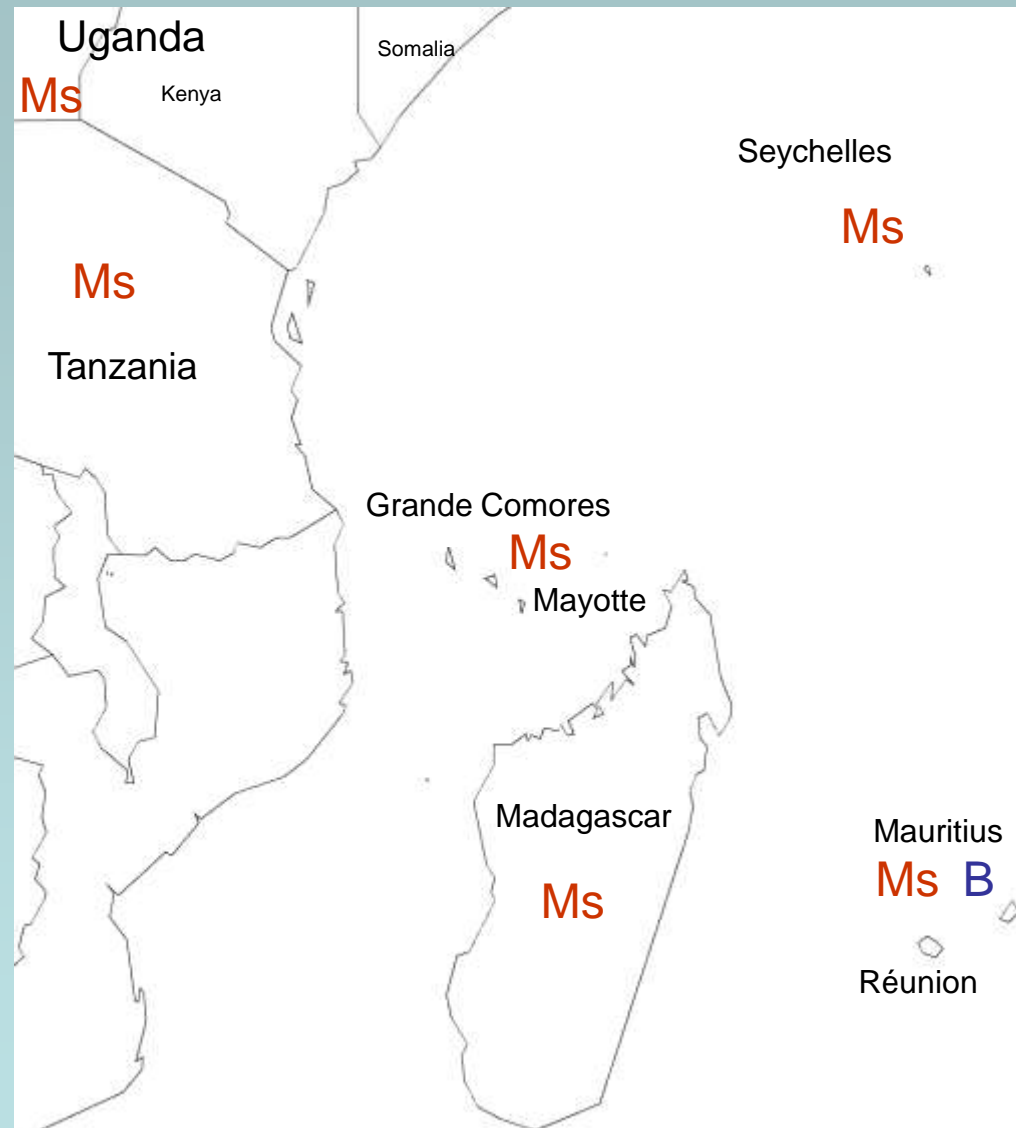 Uganda
Somalia
Ms
Kenya
Seychelles
Ms
Ms
Tanzania
Grande Comores
Ms
Mayotte
Madagascar
Mauritius
Ms B
Ms
Réunion